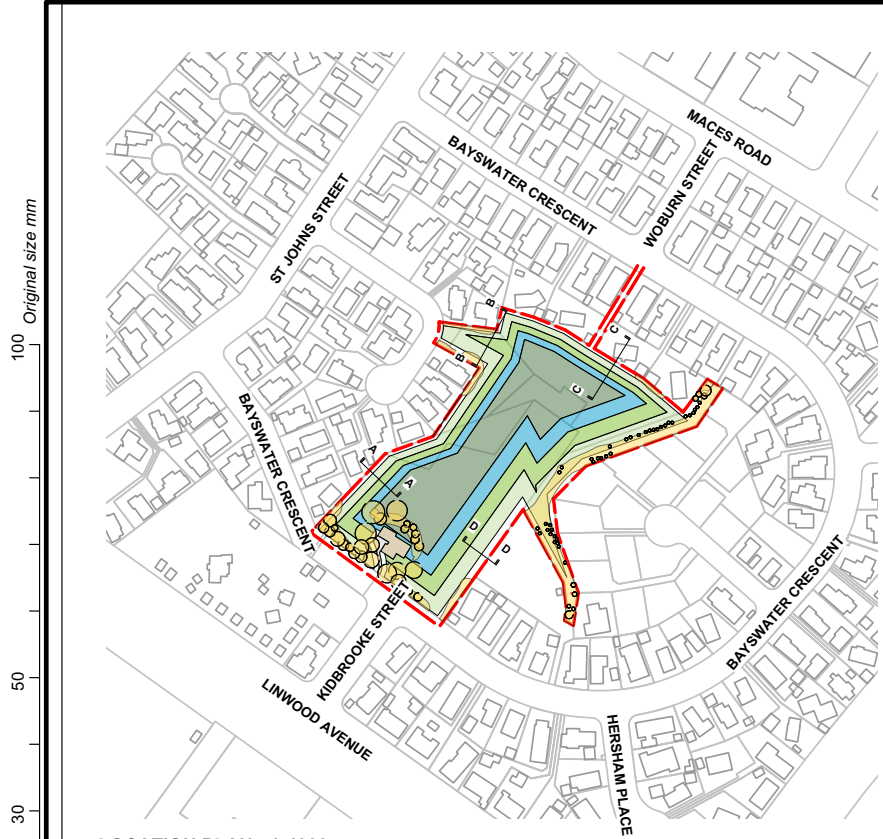 MACES ROAD
BAYSWATER CRESCENT
WOBURN STREET
ST JOHNS STREET
Original size mm
100
B
C
B
C
BAYSWATER CRESCENT
A
A
D
D
BAYSWATER CRESCENT
KIDBROOKE STREET
50
LINWOOD AVENUE
HERSHAM PLACE
30